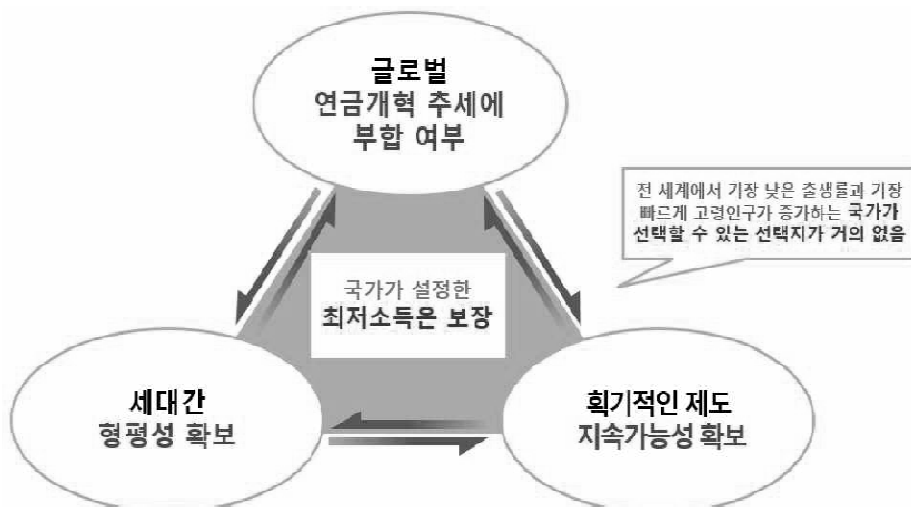 글로벌
연금개혁 추세에
부합 여부
전 세계에서 기장 낮은 출생률과 기장
빠르게 고령인구가 증가하는 국가가
선택할 수 있는 선택지가 거의 없음
국가가 설정한
최저소득은 보장
세대간
형평성 확보
획기적인 제도
지속가능성 확보